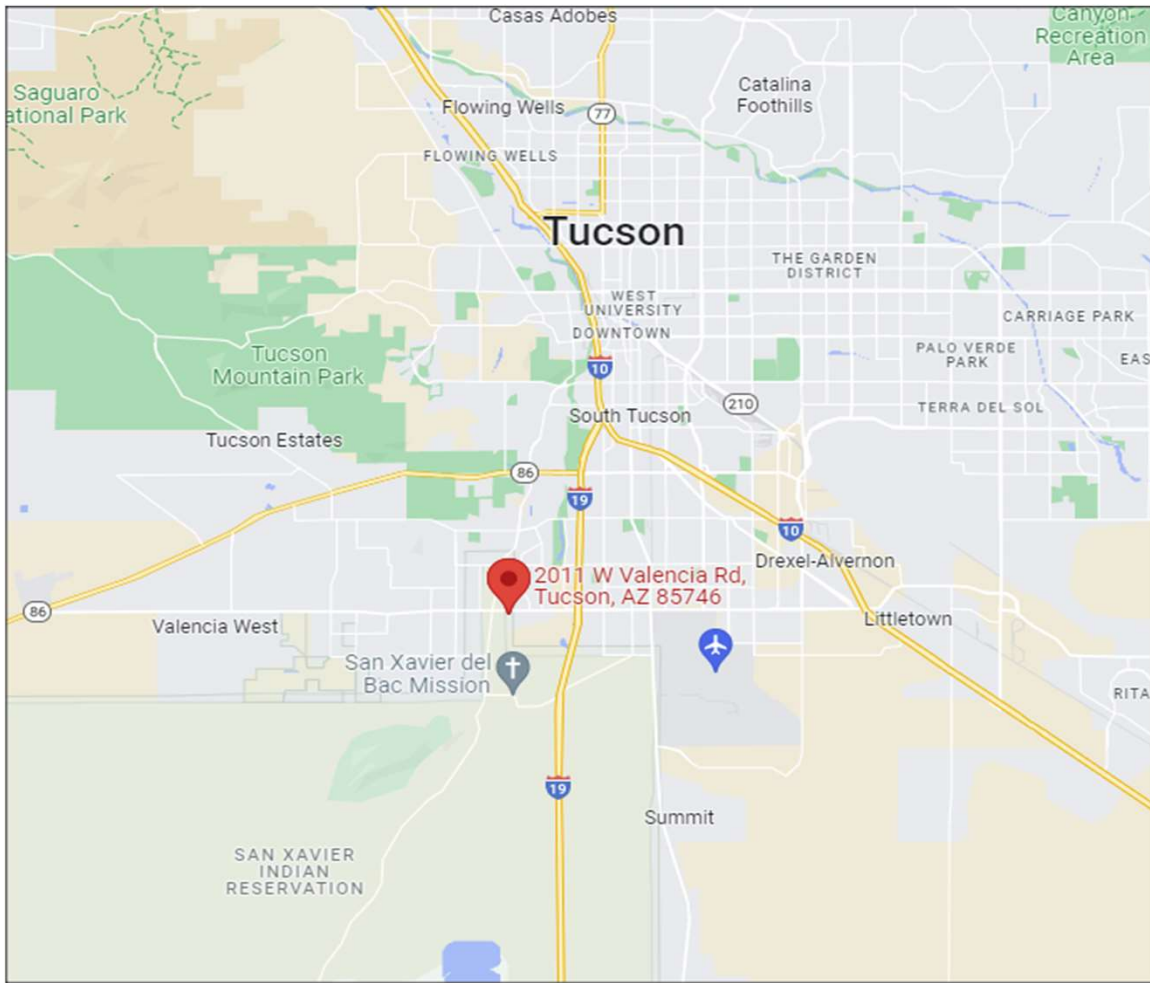 Casas Adobes
Canyon
Recreation
Area
Saguaro
ational Park
Catalina
Foothills
Flowing Wells
77
FLOWING WELLS
Tucson
THE GARDEN
DISTRICT
WEST
UNIVERSITY
DOWNTOWN
CARRIAGE PARK
PALO VERDE
PARK
EAS
Tucson
Mountain Park
10
210
TERRA DEL SOL
South Tucson
Tucson Estates
86
19
10
Drexel-Alvernon
2011 W Valencia Rd,
Tucson, AZ 85746
86
Valencia West
Littletown
San Xavier del
Bac Mission
RITA
19
Summit
SAN XAVIER
INDIAN
RESERVATION